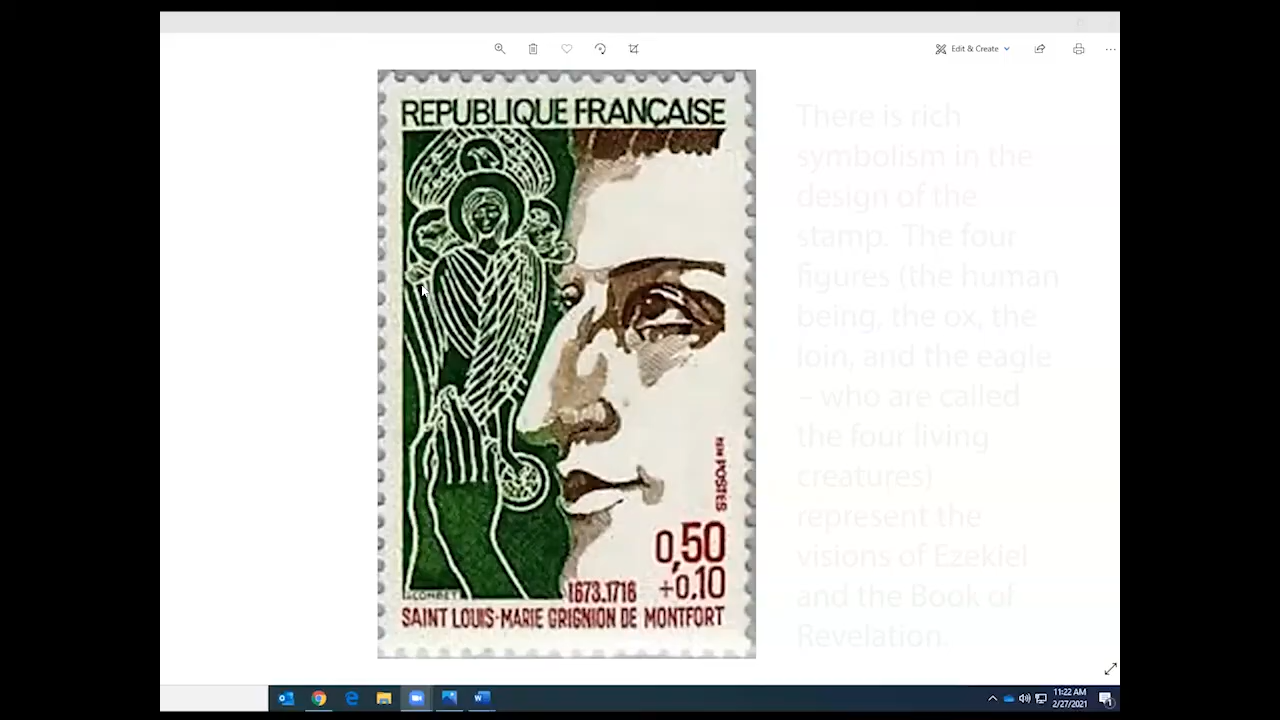 Edit & Create
REPUBLIQUE FRANÇAISE
There is rich
symbolism in the
design of the
stamp. The four
figures (the human
being, the ox, the
loin, and the eagle
– who are called
the four living
creatures)
represent the
visions of Ezekiel
and the Book of
Revelation.
POSTES
0,50
+0.10
1673.1716
SAINT LOUIS-MARIE GRIGNION DE MONTFORT
11:22 AM
2/27/2021